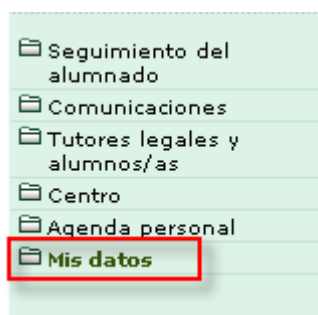 Seguimiento del
alumnado
Comunicaciones
Tutores legales y
alumnos/as
Centro
Agenda personal
Mis datos